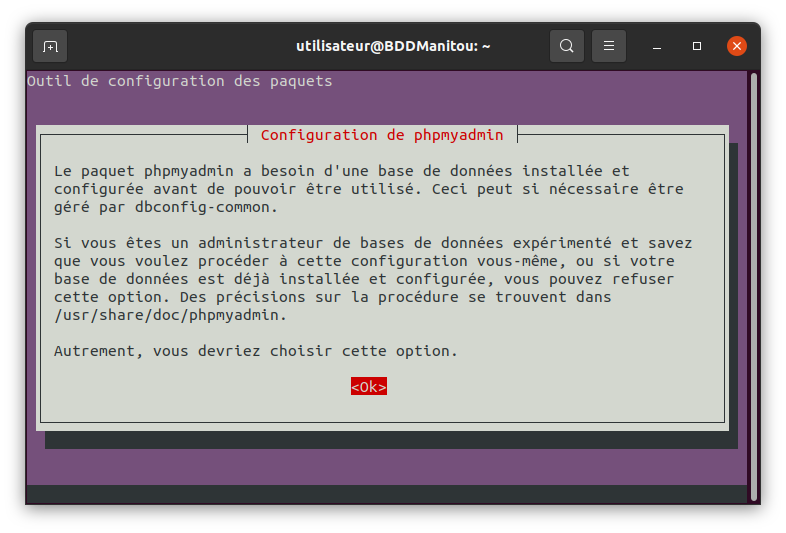 utilisateur@BDDManitou: ~
Outil de configuration des paquets
Configuration de phpmyadmin
Le paquet phpmyadmin a besoin d'une base de données installée et
configurée avant de pouvoir être utilisé. Ceci peut si nécessaire être
géré par dbconfig-common.
Si vous êtes un administrateur de bases de données expérimenté et savez
que vous voulez procéder à cette configuration vous-même, ou si votre
base de données est déjà installée et configurée, vous pouvez refuser
cette option. Des précisions sur la procédure se trouvent dans
/usr/share/doc/phpmyadmin.
Autrement, vous devriez choisir cette option.
<Ok>